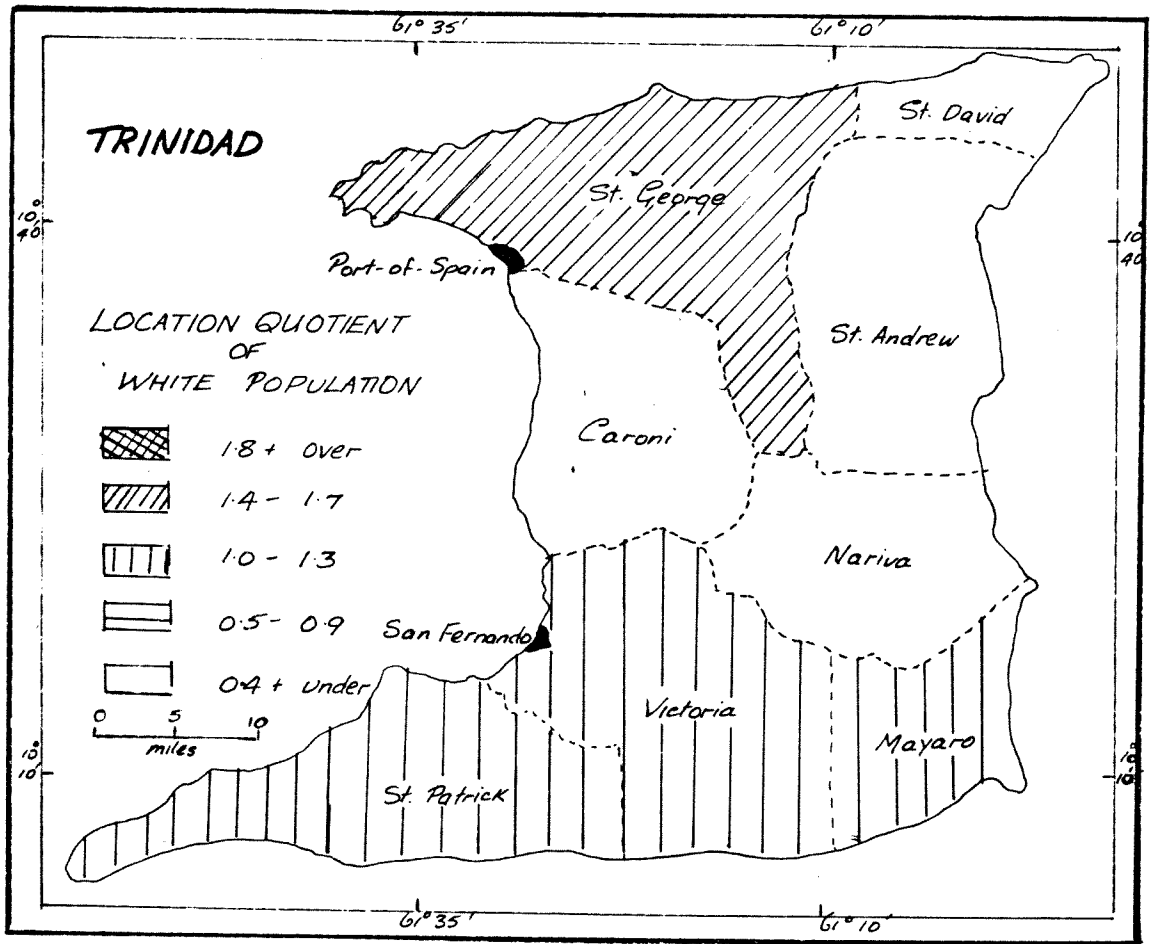 61° 35'
61° 10'
TRINIDAD
St. David
St. George
10° 40'
10° 40'
Port-of-Spain
LOCATION QUOTIENT
OF
WHITE POPULATION
St. Andrew
Caroni
1.8 + over
1.4 - 1.7
1.0 - 1.3
Nariva
0.5 - 0.9
San Fernando
0.4 + under
Victoria
0 5 10
miles
Mayaro
10° 10'
10° 10'
St. Patrick
61° 35'
61° 10'